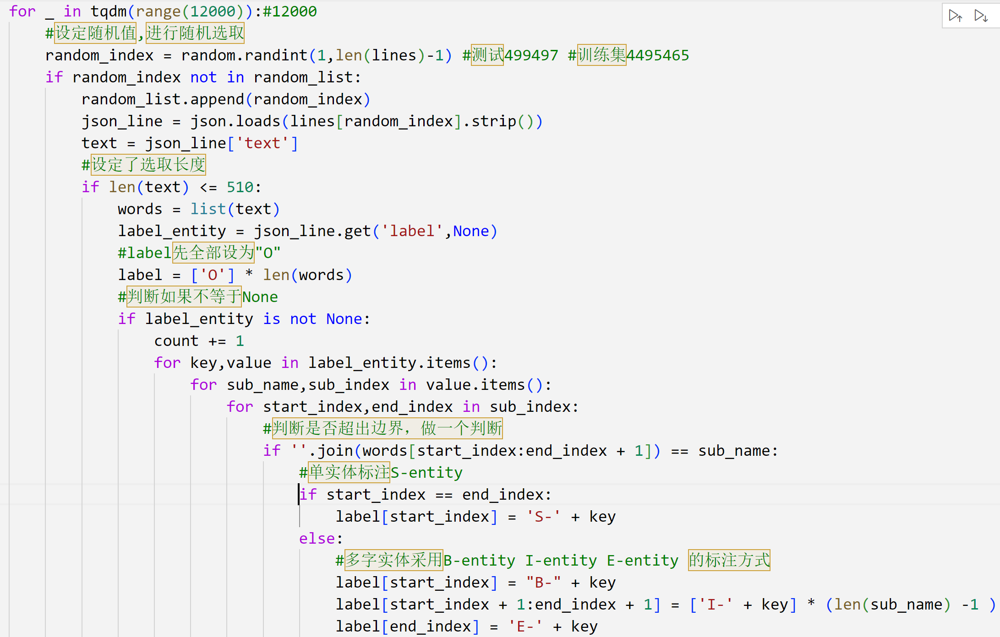 for _ in tqdm(range(12000)):#12000
    #设定随机值,进行随机选取
    random_index = random.randint(1,len(lines)-1) #测试499497 #训练集4495465
    if random_index not in random_list:
        random_list.append(random_index)
        json_line = json.loads(lines[random_index].strip())
        text = json_line['text']
        #设定了选取长度
        if len(text) <= 510:
            words = list(text)
            label_entity = json_line.get('label',None)
            #label先全部设为"O"
            label = ['O'] * len(words)
            #判断如果不等于None
            if label_entity is not None:
                count += 1
                for key,value in label_entity.items():
                    for sub_name,sub_index in value.items():
                        for start_index,end_index in sub_index:
                            #判断是否超出边界，做一个判断
                            if ''.join(words[start_index:end_index + 1]) == sub_name:
                                #单实体标注S-entity
                                if start_index == end_index:
                                    label[start_index] = 'S-' + key
                                else:
                                    #多字实体采用B-entity I-entity E-entity 的标注方式
                                    label[start_index] = "B-" + key
                                    label[start_index + 1:end_index + 1] = ['I-' + key] * (len(sub_name) -1 )
                                    label[end_index] = 'E-' + key